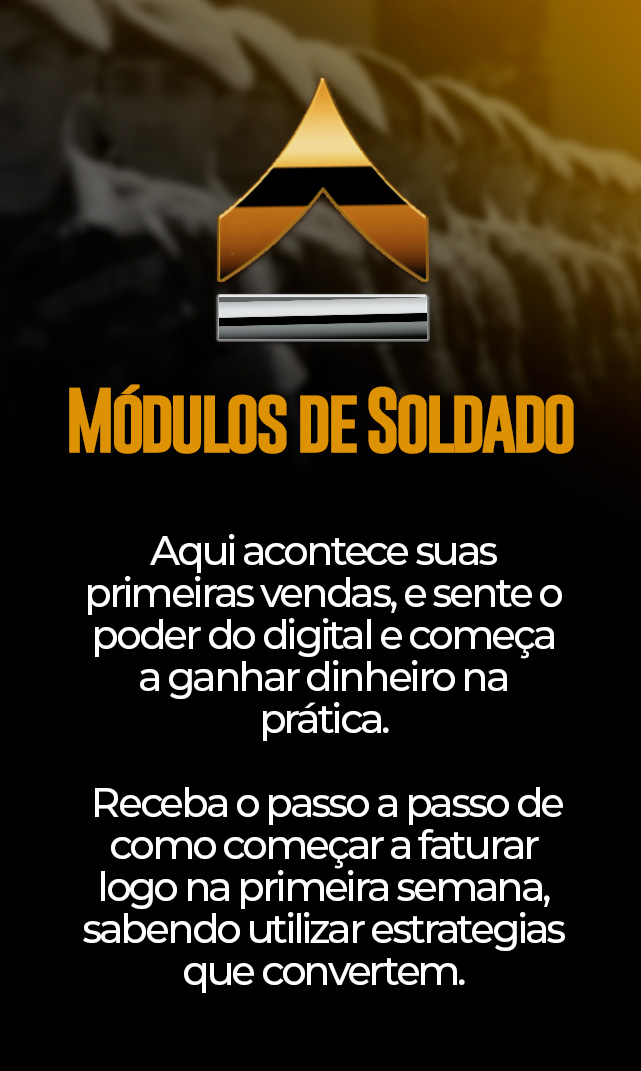 MÓDULOS DE SOLDADO
Aqui acontece suas
primeiras vendas, e sente o
poder do digital e começa
a ganhar dinheiro na
prática.
Receba o passo a passo de
como começar a faturar
logo na primeira semana,
sabendo utilizar estrategias
que convertem.